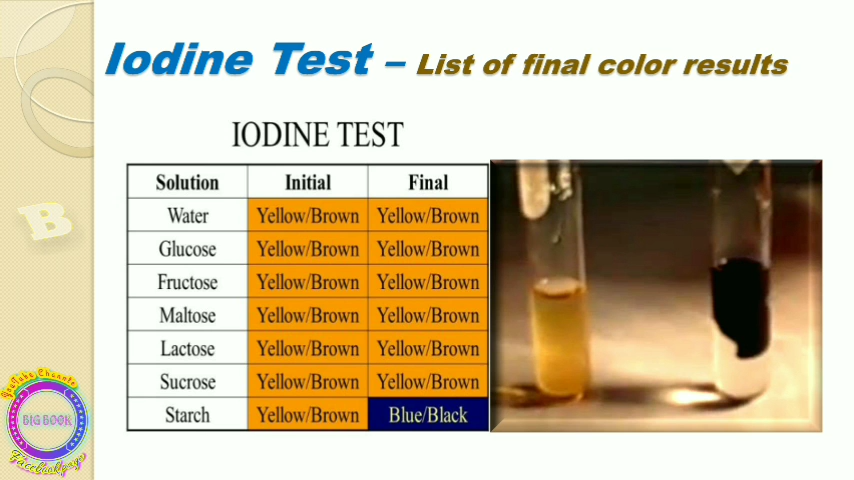 Iodine Test – List of final color results
IODINE TEST
Solution Initial Final
Water Yellow/Brown Yellow/Brown
Glucose Yellow/Brown Yellow/Brown
Fructose Yellow/Brown Yellow/Brown
Maltose Yellow/Brown Yellow/Brown
Lactose Yellow/Brown Yellow/Brown
Sucrose Yellow/Brown Yellow/Brown
Starch Yellow/Brown Blue/Black
B
YouTube Channel
BIG BOOK